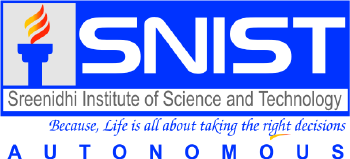 SNIST
Sreenidhi Institute of Science and Technology
Because, Life is all about taking the right decisions
AUTONOMOUS